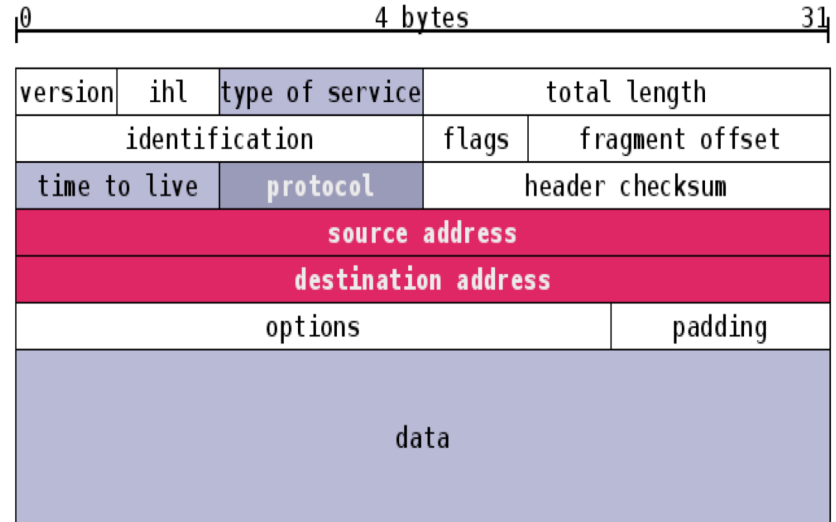 0 4 bytes 31
version ihl type of service total length
identification flags fragment offset
time to live protocol header checksum
source address
destination address
options padding
data